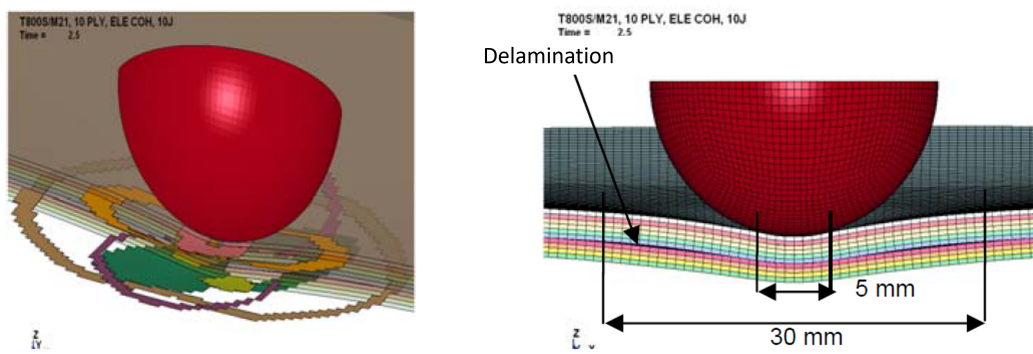 T800S/M21, 10 PLY, ELE COH, 10J
Time = 2.5
Z
Y
T800S/M21, 10 PLY, ELE COH, 10J
Time = 2.5
Delamination
5 mm
30 mm
Z
Y